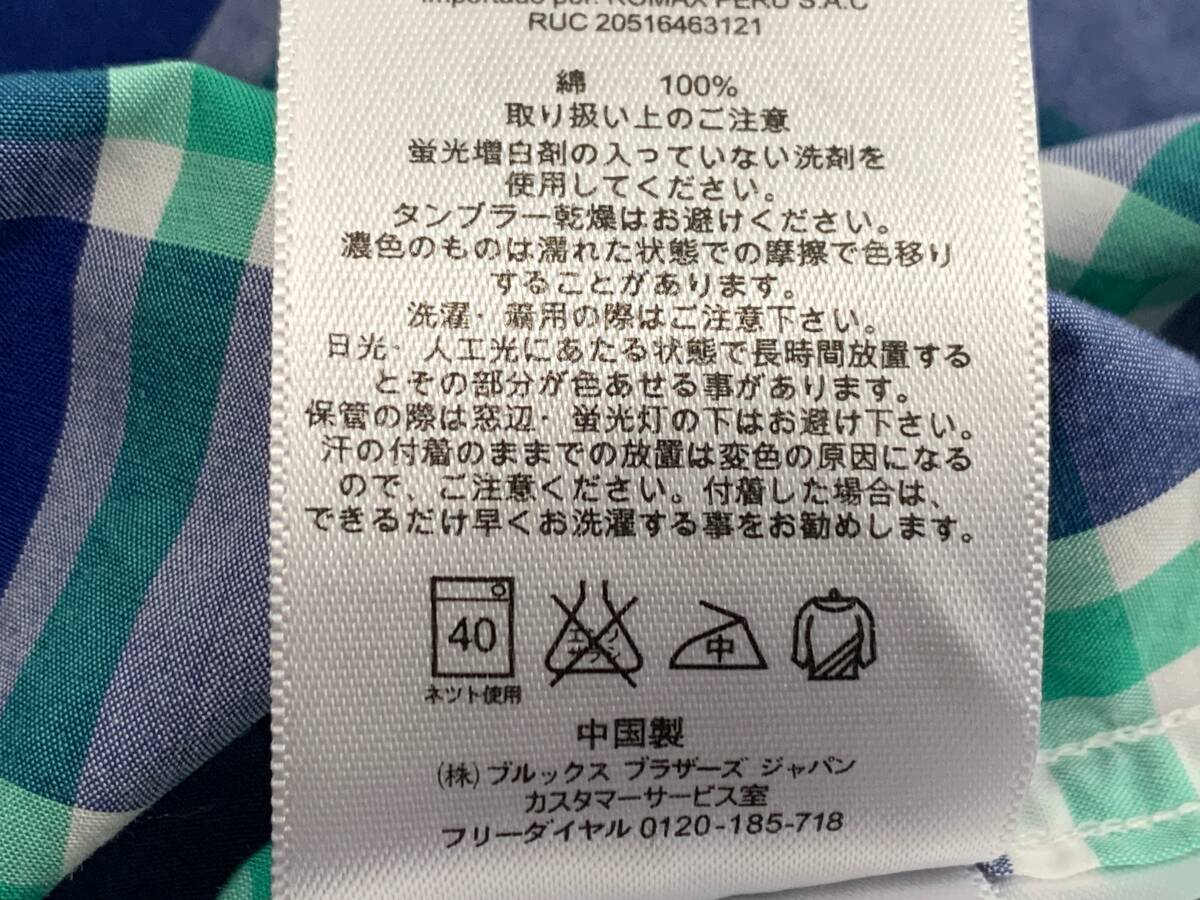 Importado por: ROMAX PERU S.A.C
RUC 20516463121
綿 100%
取り扱い上のご注意
蛍光増白剤の入っていない洗剤を
使用してください。
タンブラー乾燥はお避けください。
濃色のものは濡れた状態での摩擦で色移り
することがあります。
洗濯・着用の際はご注意下さい。
日光・人工光にあたる状態で長時間放置する
とその部分が色あせる事があります。
保管の際は窓辺・蛍光灯の下はお避け下さい。
汗の付着のままでの放置は変色の原因になる
ので、ご注意ください。付着した場合は、
できるだけ早くお洗濯する事をお勧めします。
40 エンソサラシ 中
ネット使用
中国製
(株) ブルックス ブラザーズ ジャパン
カスタマーサービス室
フリーダイヤル 0120-185-718